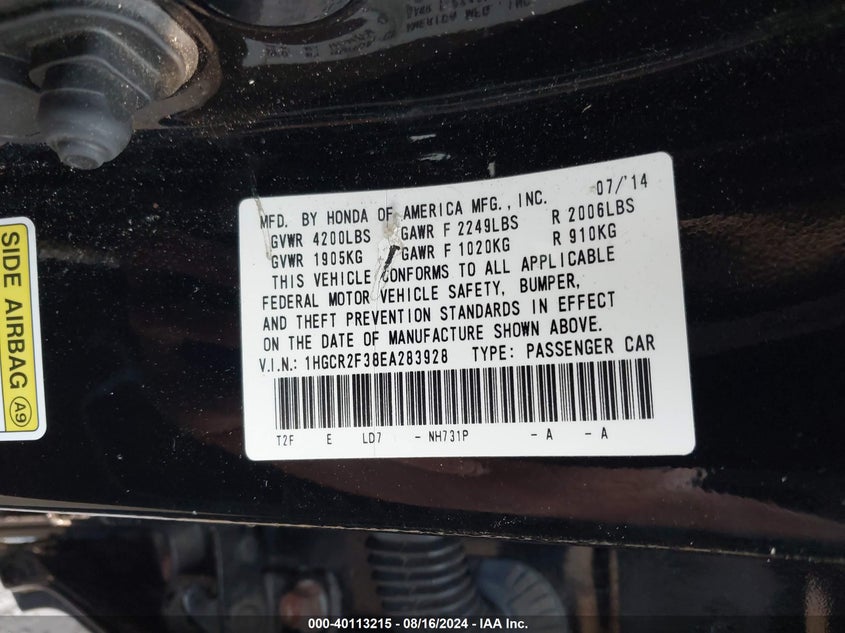 MFD. BY HONDA OF AMERICA MFG., INC. 07/'14
GVWR 4200LBS GAWR F 2249LBS R 2006LBS
GVWR 1905KG GAWR F 1020KG R 910KG
THIS VEHICLE CONFORMS TO ALL APPLICABLE
FEDERAL MOTOR VEHICLE SAFETY, BUMPER,
AND THEFT PREVENTION STANDARDS IN EFFECT
ON THE DATE OF MANUFACTURE SHOWN ABOVE.
V.I.N.: 1HGCR2F38EA283928 TYPE: PASSENGER CAR
T2F E LD7 - NH731P - A - A
SIDE AIRBAG A9
000-40113215 - 08/16/2024 - IAA Inc.